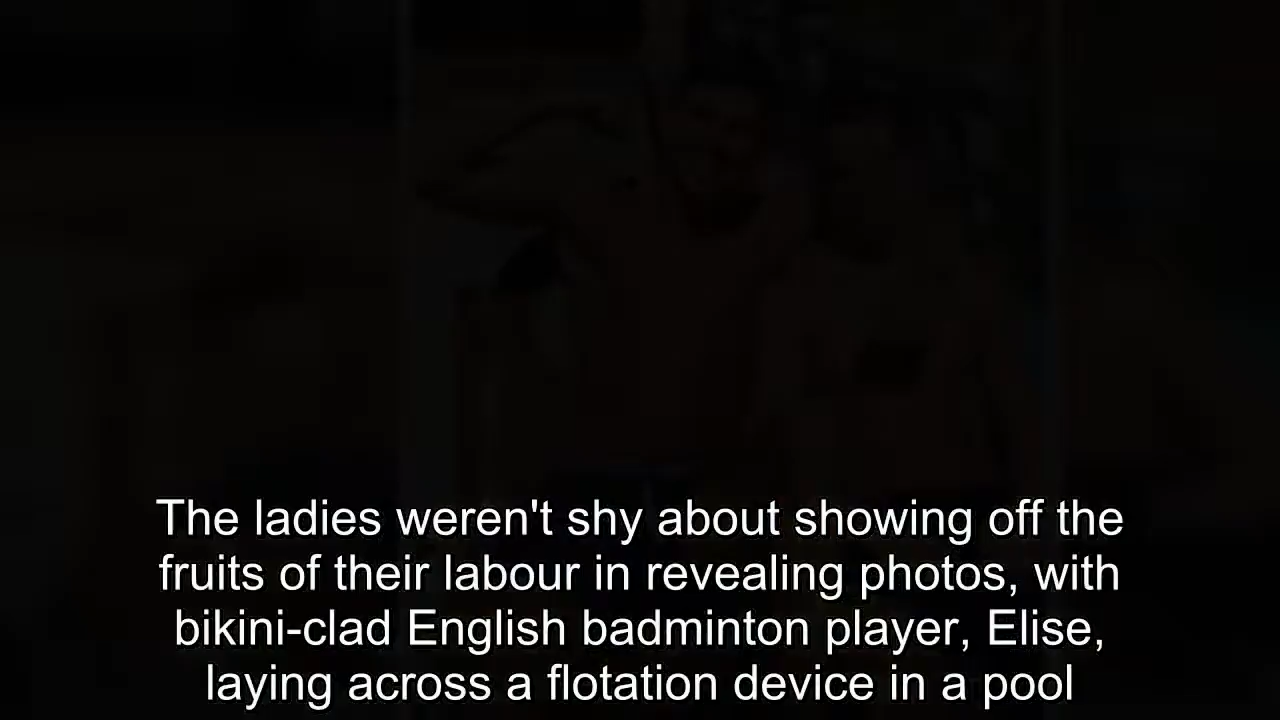 The ladies weren't shy about showing off the
fruits of their labour in revealing photos, with
bikini-clad English badminton player, Elise,
laying across a flotation device in a pool